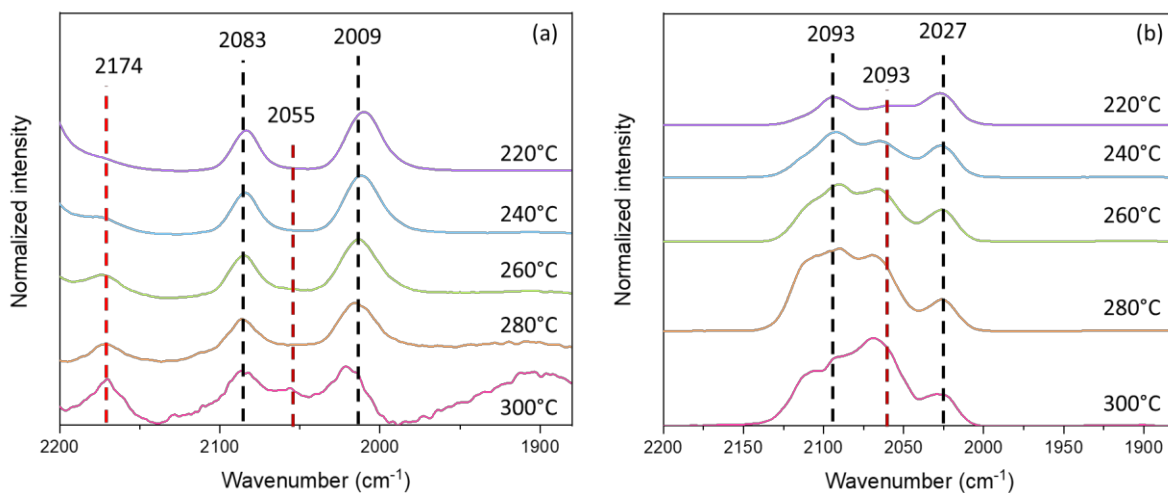 (a)
2174
2083
2055
2009
220°C
240°C
260°C
280°C
300°C
Normalized intensity
2200
2100
2000
1900
Wavenumber (cm-1)
(b)
2093
2093
2027
220°C
240°C
260°C
280°C
300°C
Normalized intensity
2200
2150
2100
2050
2000
1950
1900
Wavenumber (cm-1)